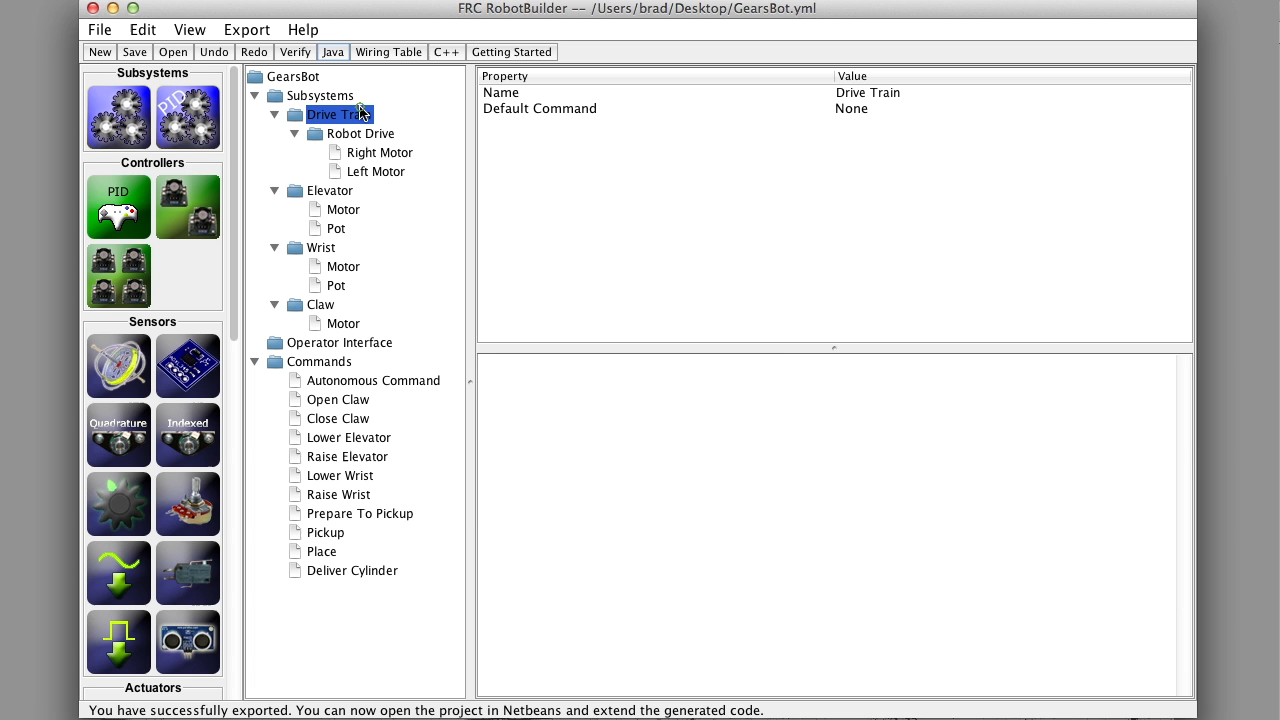 FRC RobotBuilder -- /Users/brad/Desktop/GearsBot.yml
File Edit View Export Help
New Save Open Undo Redo Verify Java Wiring Table C++ Getting Started
Subsystems
PID
Controllers
PID
Sensors
Quadrature Indexed
Actuators
GearsBot
Subsystems
Drive Train
Robot Drive
Right Motor
Left Motor
Elevator
Motor
Pot
Wrist
Motor
Pot
Claw
Motor
Operator Interface
Commands
Autonomous Command
Open Claw
Close Claw
Lower Elevator
Raise Elevator
Lower Wrist
Raise Wrist
Prepare To Pickup
Pickup
Place
Deliver Cylinder
Property Value
Name Drive Train
Default Command None
You have successfully exported. You can now open the project in Netbeans and extend the generated code.